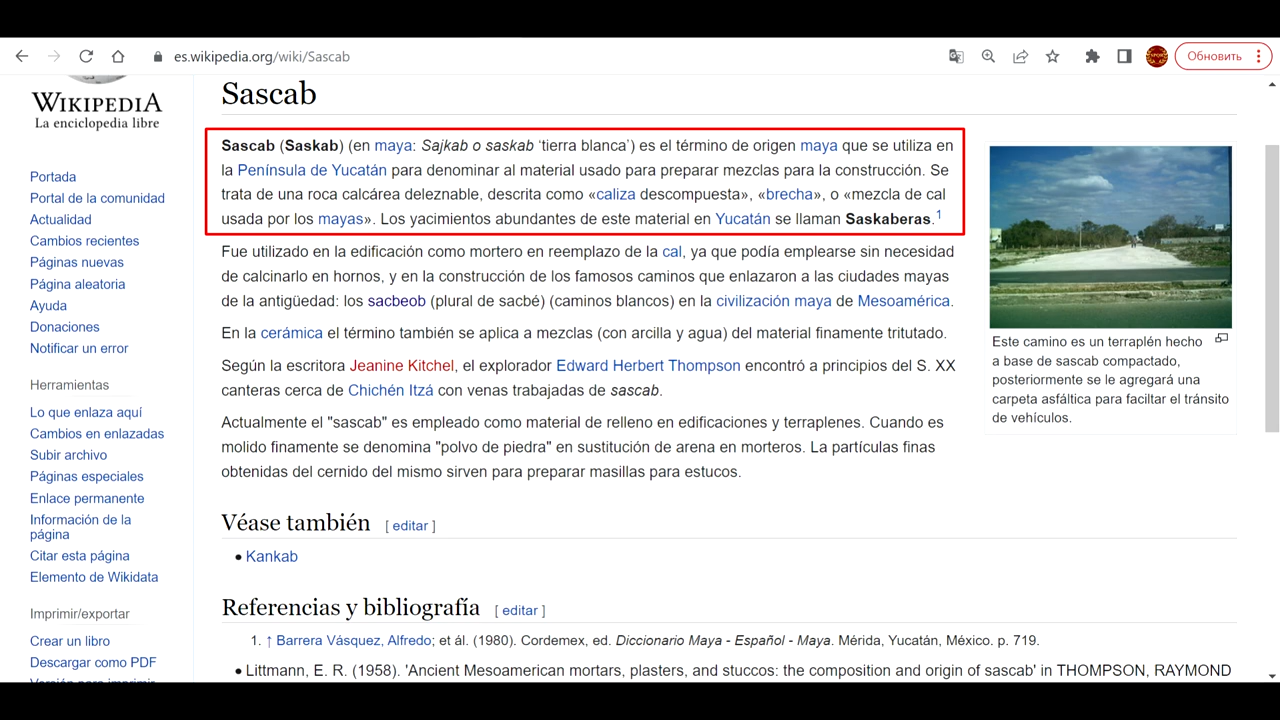 es.wikipedia.org/wiki/Sascab
Обновить
WIKIPEDIA
La enciclopedia libre
Portada
Portal de la comunidad
Actualidad
Cambios recientes
Páginas nuevas
Página aleatoria
Ayuda
Donaciones
Notificar un error
Herramientas
Lo que enlaza aquí
Cambios en enlazadas
Subir archivo
Páginas especiales
Enlace permanente
Información de la
página
Citar esta página
Elemento de Wikidata
Imprimir/exportar
Crear un libro
Descargar como PDF
Sascab
Sascab (Saskab) (en maya: Sajkab o saskab ‘tierra blanca’) es el término de origen maya que se utiliza en
la Península de Yucatán para denominar al material usado para preparar mezclas para la construcción. Se
trata de una roca calcárea deleznable, descrita como «caliza descompuesta», «brecha», o «mezcla de cal
usada por los mayas». Los yacimientos abundantes de este material en Yucatán se llaman Saskaberas.1
Fue utilizado en la edificación como mortero en reemplazo de la cal, ya que podía emplearse sin necesidad
de calcinarlo en hornos, y en la construcción de los famosos caminos que enlazaron a las ciudades mayas
de la antigüedad: los sacbeob (plural de sacbé) (caminos blancos) en la civilización maya de Mesoamérica.
En la cerámica el término también se aplica a mezclas (con arcilla y agua) del material finamente tritutado.
Según la escritora Jeanine Kitchel, el explorador Edward Herbert Thompson encontró a principios del S. XX
canteras cerca de Chichén Itzá con venas trabajadas de sascab.
Actualmente el "sascab" es empleado como material de relleno en edificaciones y terraplenes. Cuando es
molido finamente se denomina "polvo de piedra" en sustitución de arena en morteros. La partículas finas
obtenidas del cernido del mismo sirven para preparar masillas para estucos.
Este camino es un terraplén hecho
a base de sascab compactado,
posteriormente se le agregará una
carpeta asfáltica para faciltar el tránsito
de vehículos.
Véase también [ editar ]
• Kankab
Referencias y bibliografía [ editar ]
1. ↑ Barrera Vásquez, Alfredo; et ál. (1980). Cordemex, ed. Diccionario Maya - Español - Maya. Mérida, Yucatán, México. p. 719.
• Littmann, E. R. (1958). 'Ancient Mesoamerican mortars, plasters, and stuccos: the composition and origin of sascab' in THOMPSON, RAYMOND